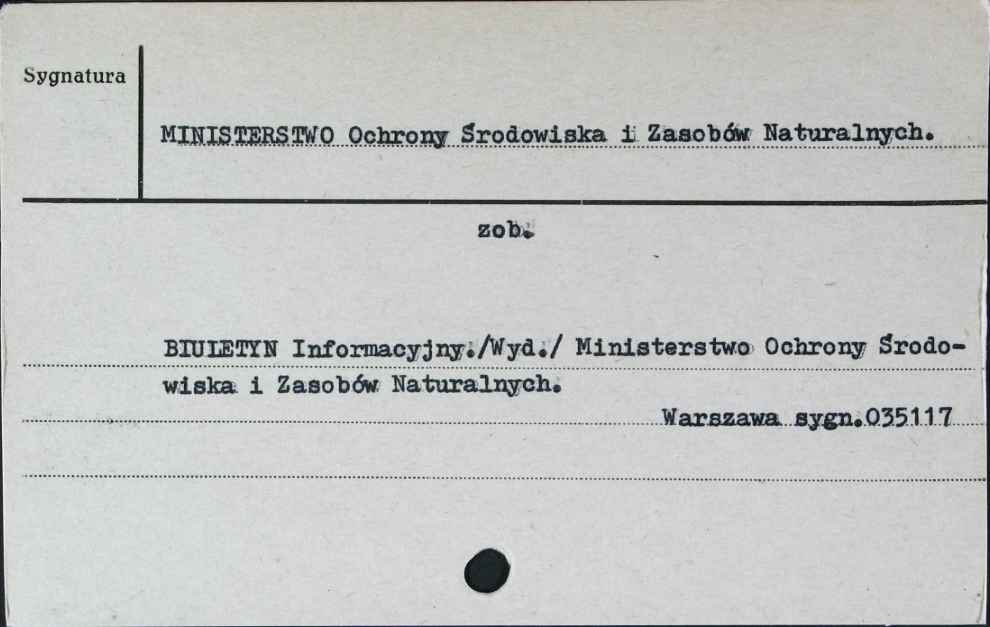 Sygnatura
MINISTERSTWO Ochrony Środowiska i Zasobów Naturalnych.
zob.
BIULETYN Informacyjny./Wyd./ Ministerstwo Ochrony Środo-
wiska i Zasobów Naturalnych.
Warszawa sygn.035117